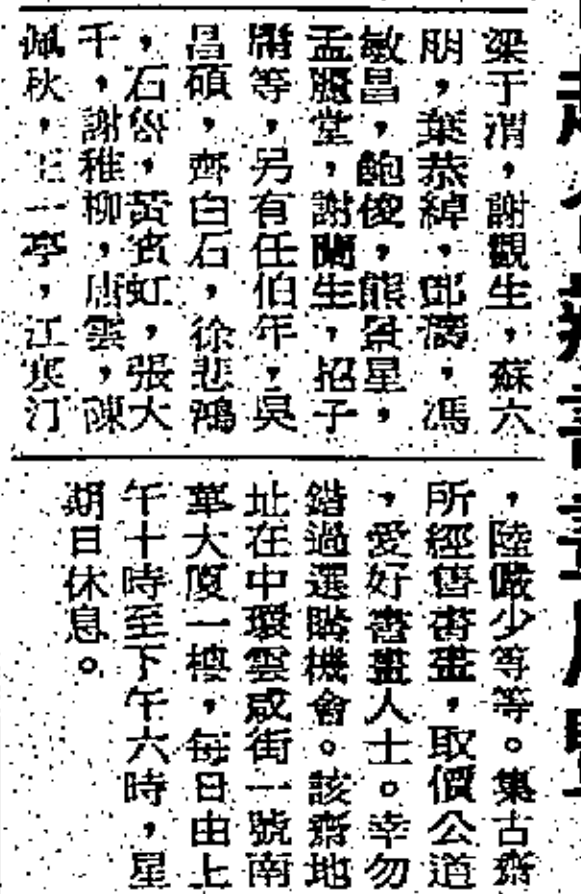 梁于渭，謝觀生，蘇六
朋，葉恭綽，鄧濤，馮
敏昌，鮑俊，熊景星，
孟麗堂，謝蘭生，招子
庸等，另有任伯年，吳
昌碩，齊白石，徐悲鴻
，石魯，黃賓虹，張大
千，謝稚柳，唐雲，陳
佩秋，王一亭，江寒汀
，陸儼少等等。集古齋
所經售書畫，取價公道
，愛好書畫人士。幸勿
錯過選購機會。該齋地
址在中環雲咸街一號南
華大廈一樓，每日由上
午十時至下午六時，星
期日休息。